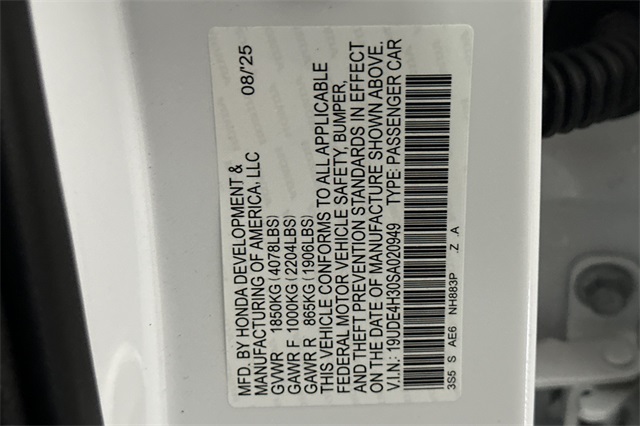 MFD. BY HONDA DEVELOPMENT & 08/'25
MANUFACTURING OF AMERICA, LLC
GVWR 1850KG (4078LBS)
GAWR F 1000KG (2204LBS)
GAWR R 865KG (1906LBS)
THIS VEHICLE CONFORMS TO ALL APPLICABLE
FEDERAL MOTOR VEHICLE SAFETY, BUMPER,
AND THEFT PREVENTION STANDARDS IN EFFECT
ON THE DATE OF MANUFACTURE SHOWN ABOVE.
V.I.N.: 19UDE4H30SA020949 TYPE: PASSENGER CAR
3S5 S AE6 NH883P .Z .A